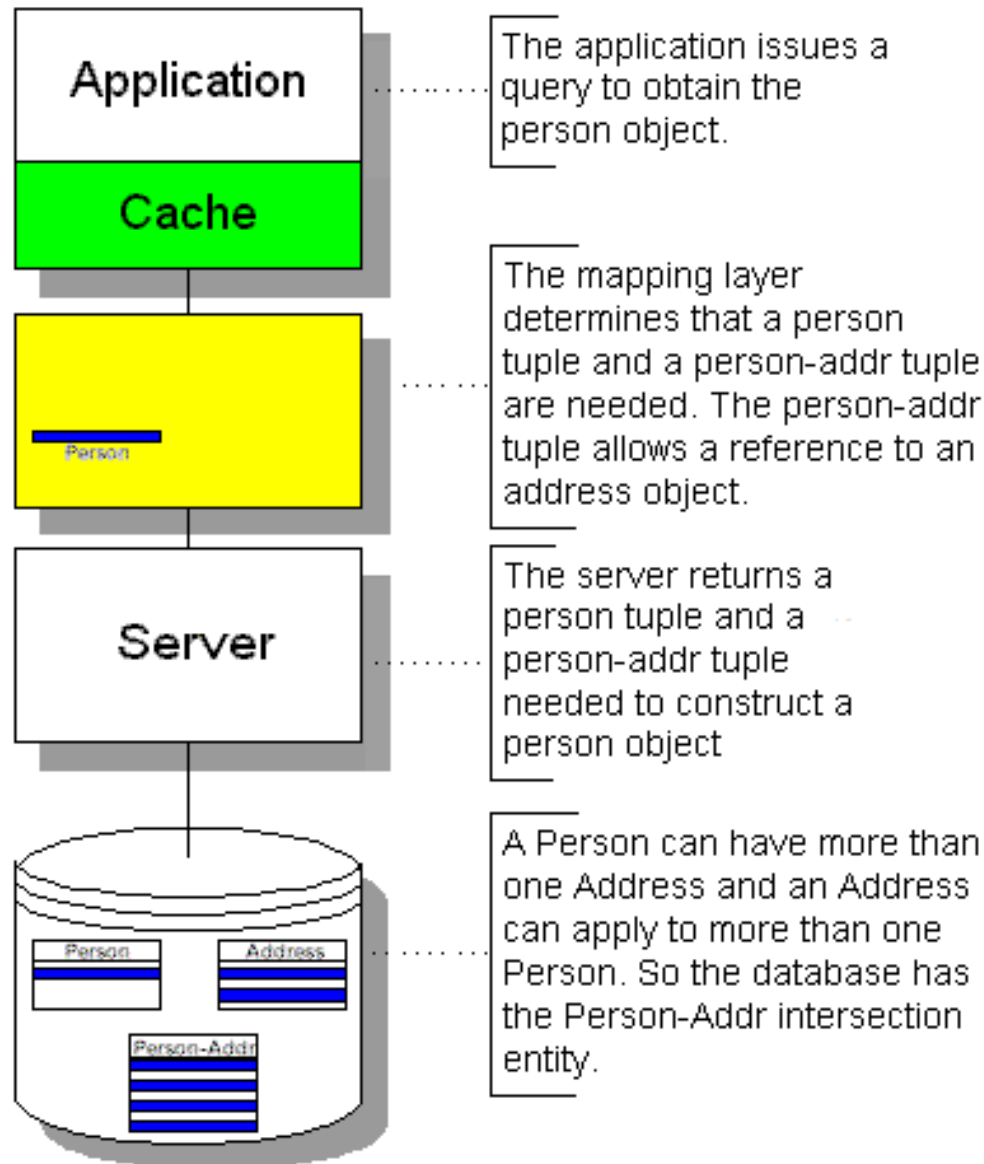 Application
The application issues a
query to obtain the
person object.
Cache
The mapping layer
determines that a person
tuple and a person-addr tuple
are needed. The person-addr
tuple allows a reference to an
address object.
Person
Server
The server returns a
person tuple and a
person-addr tuple
needed to construct a
person object
A Person can have more than
one Address and an Address
can apply to more than one
Person. So the database has
the Person-Addr intersection
entity.
Person
Address
Person-Addr